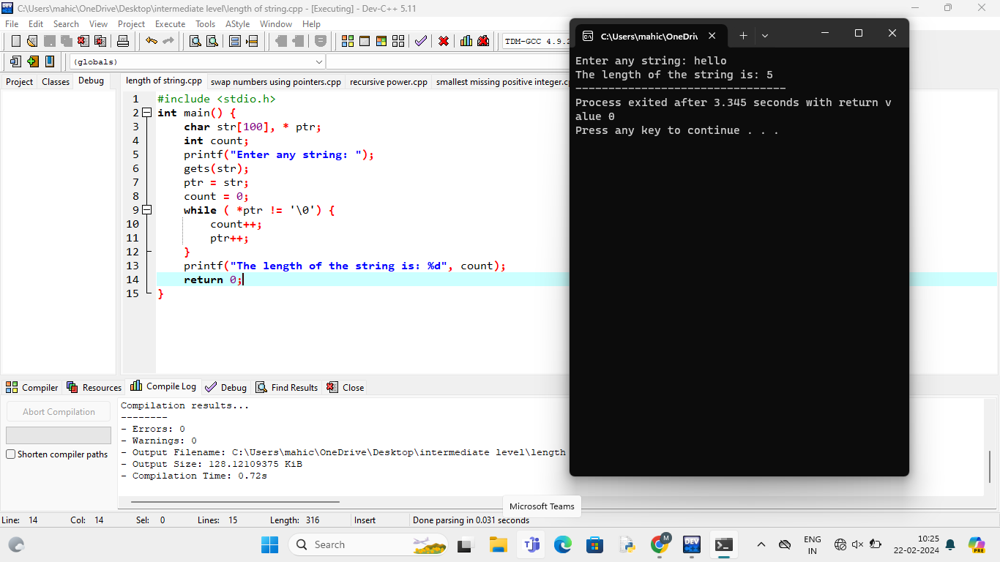 C:\Users\mahic\OneDrive\Desktop\intermediate level\length of string.cpp - [Executing] - Dev-C++ 5.11
File Edit Search View Project Execute Tools AStyle Window Help
TDM-GCC 4.9.2
(globals)
Project Classes Debug
length of string.cpp swap numbers using pointers.cpp recursive power.cpp smallest missing positive integer.cp
1 #include <stdio.h>
2 int main() {
3 char str[100], * ptr;
4 int count;
5 printf("Enter any string: ");
6 gets(str);
7 ptr = str;
8 count = 0;
9 while ( *ptr != '\0') {
10 count++;
11 ptr++;
12 }
13 printf("The length of the string is: %d", count);
14 return 0;
15 }
C:\Users\mahic\OneDri
Enter any string: hello
The length of the string is: 5
--------------------------------
Process exited after 3.345 seconds with return v
alue 0
Press any key to continue . . .
Compiler Resources Compile Log Debug Find Results Close
Abort Compilation
Shorten compiler paths
Compilation results...
--------
- Errors: 0
- Warnings: 0
- Output Filename: C:\Users\mahic\OneDrive\Desktop\intermediate level\length
- Output Size: 128.12109375 KiB
- Compilation Time: 0.72s
Microsoft Teams
Line: 14 Col: 14 Sel: 0 Lines: 15 Length: 316 Insert Done parsing in 0.031 seconds
Search
DEV
M
ENG
IN
10:25
22-02-2024
PRE